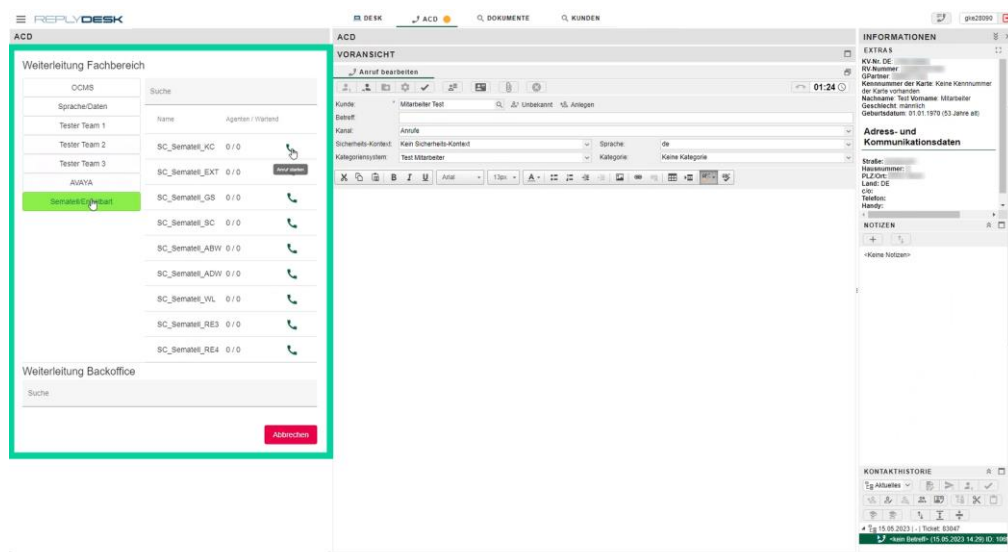 REPLYDESK
DESK
ACD
DOKUMENTE
KUNDEN
gke28090
ACD
Weiterleitung Fachbereich
OCMS
Sprache/Daten
Tester Team 1
Tester Team 2
Tester Team 3
AVAYA
Suche
Name Agenten / Wartend
SC_Sematell_KC 0 / 0
SC_Sematell_EXT 0 / 0
SC_Sematell_GS 0 / 0
SC_Sematell_SC 0 / 0
SC_Sematell_ABW 0 / 0
SC_Sematell_ADW 0 / 0
SC_Sematell_WL 0 / 0
SC_Sematell_RE3 0 / 0
SC_Sematell_RE4 0 / 0
Weiterleitung Backoffice
Suche
Abbrechen
ACD
VORANSICHT
Anruf bearbeiten
01:24
Kunde: * Mitarbeiter Test Unbekannt Anlegen
Betreff:
Kanal: Anrufe
Sicherheits-Kontext: Kein Sicherheits-Kontext Sprache: de
Kategoriensystem: Test Mitarbeiter Kategorie: Keine Kategorie
B I U Arial 13px A
INFORMATIONEN
EXTRAS
KV-Nr. DE
RV-Nummer
GPartner:
Kennnummer der Karte: Keine Kennnummer
der Karte vorhanden
Nachname: Test Vorname: Mitarbeiter
Geschlecht: männlich
Geburtsdatum: 01.01.1970 (53 Jahre alt)
Adress- und
Kommunikationsdaten
Straße:
Hausnummer:
PLZ/Ort:
Land: DE
c/o:
Telefon:
Handy:
NOTIZEN
<Keine Notizen>
KONTAKTHISTORIE
Aktuelles
15.05.2023 | - | Ticket: 83047
<kein Betreff> (15.05.2023 14:29) ID: